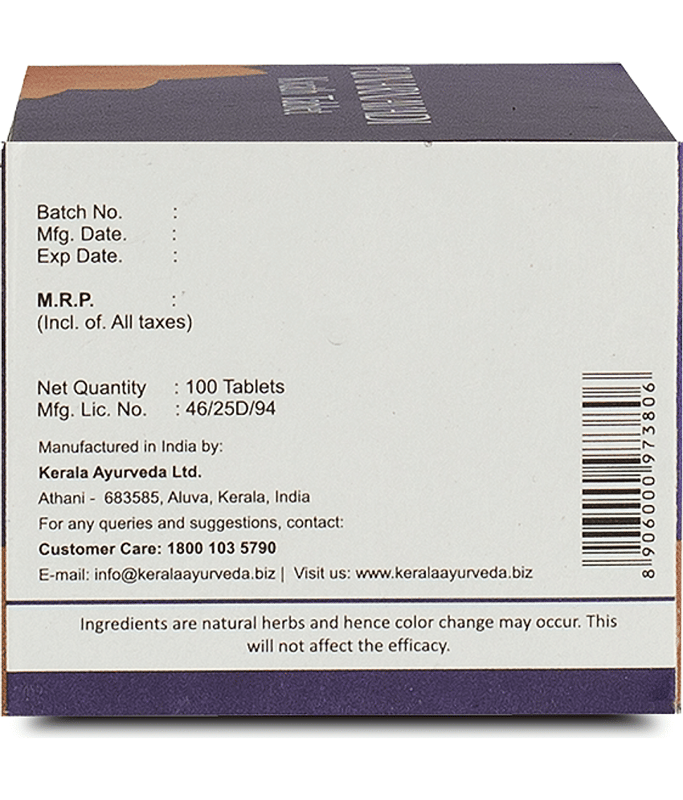 Batch No. :
Mfg. Date. :
Exp Date. :
M.R.P. :
(Incl. of. All taxes)
Net Quantity : 100 Tablets
Mfg. Lic. No. : 46/25D/94
Manufactured in India by:
Kerala Ayurveda Ltd.
Athani - 683585, Aluva, Kerala, India
For any queries and suggestions, contact:
Customer Care: 1800 103 5790
E-mail: info@keralaayurveda.biz | Visit us: www.keralaayurveda.biz
8 906000 973806
Ingredients are natural herbs and hence color change may occur. This
will not affect the efficacy.